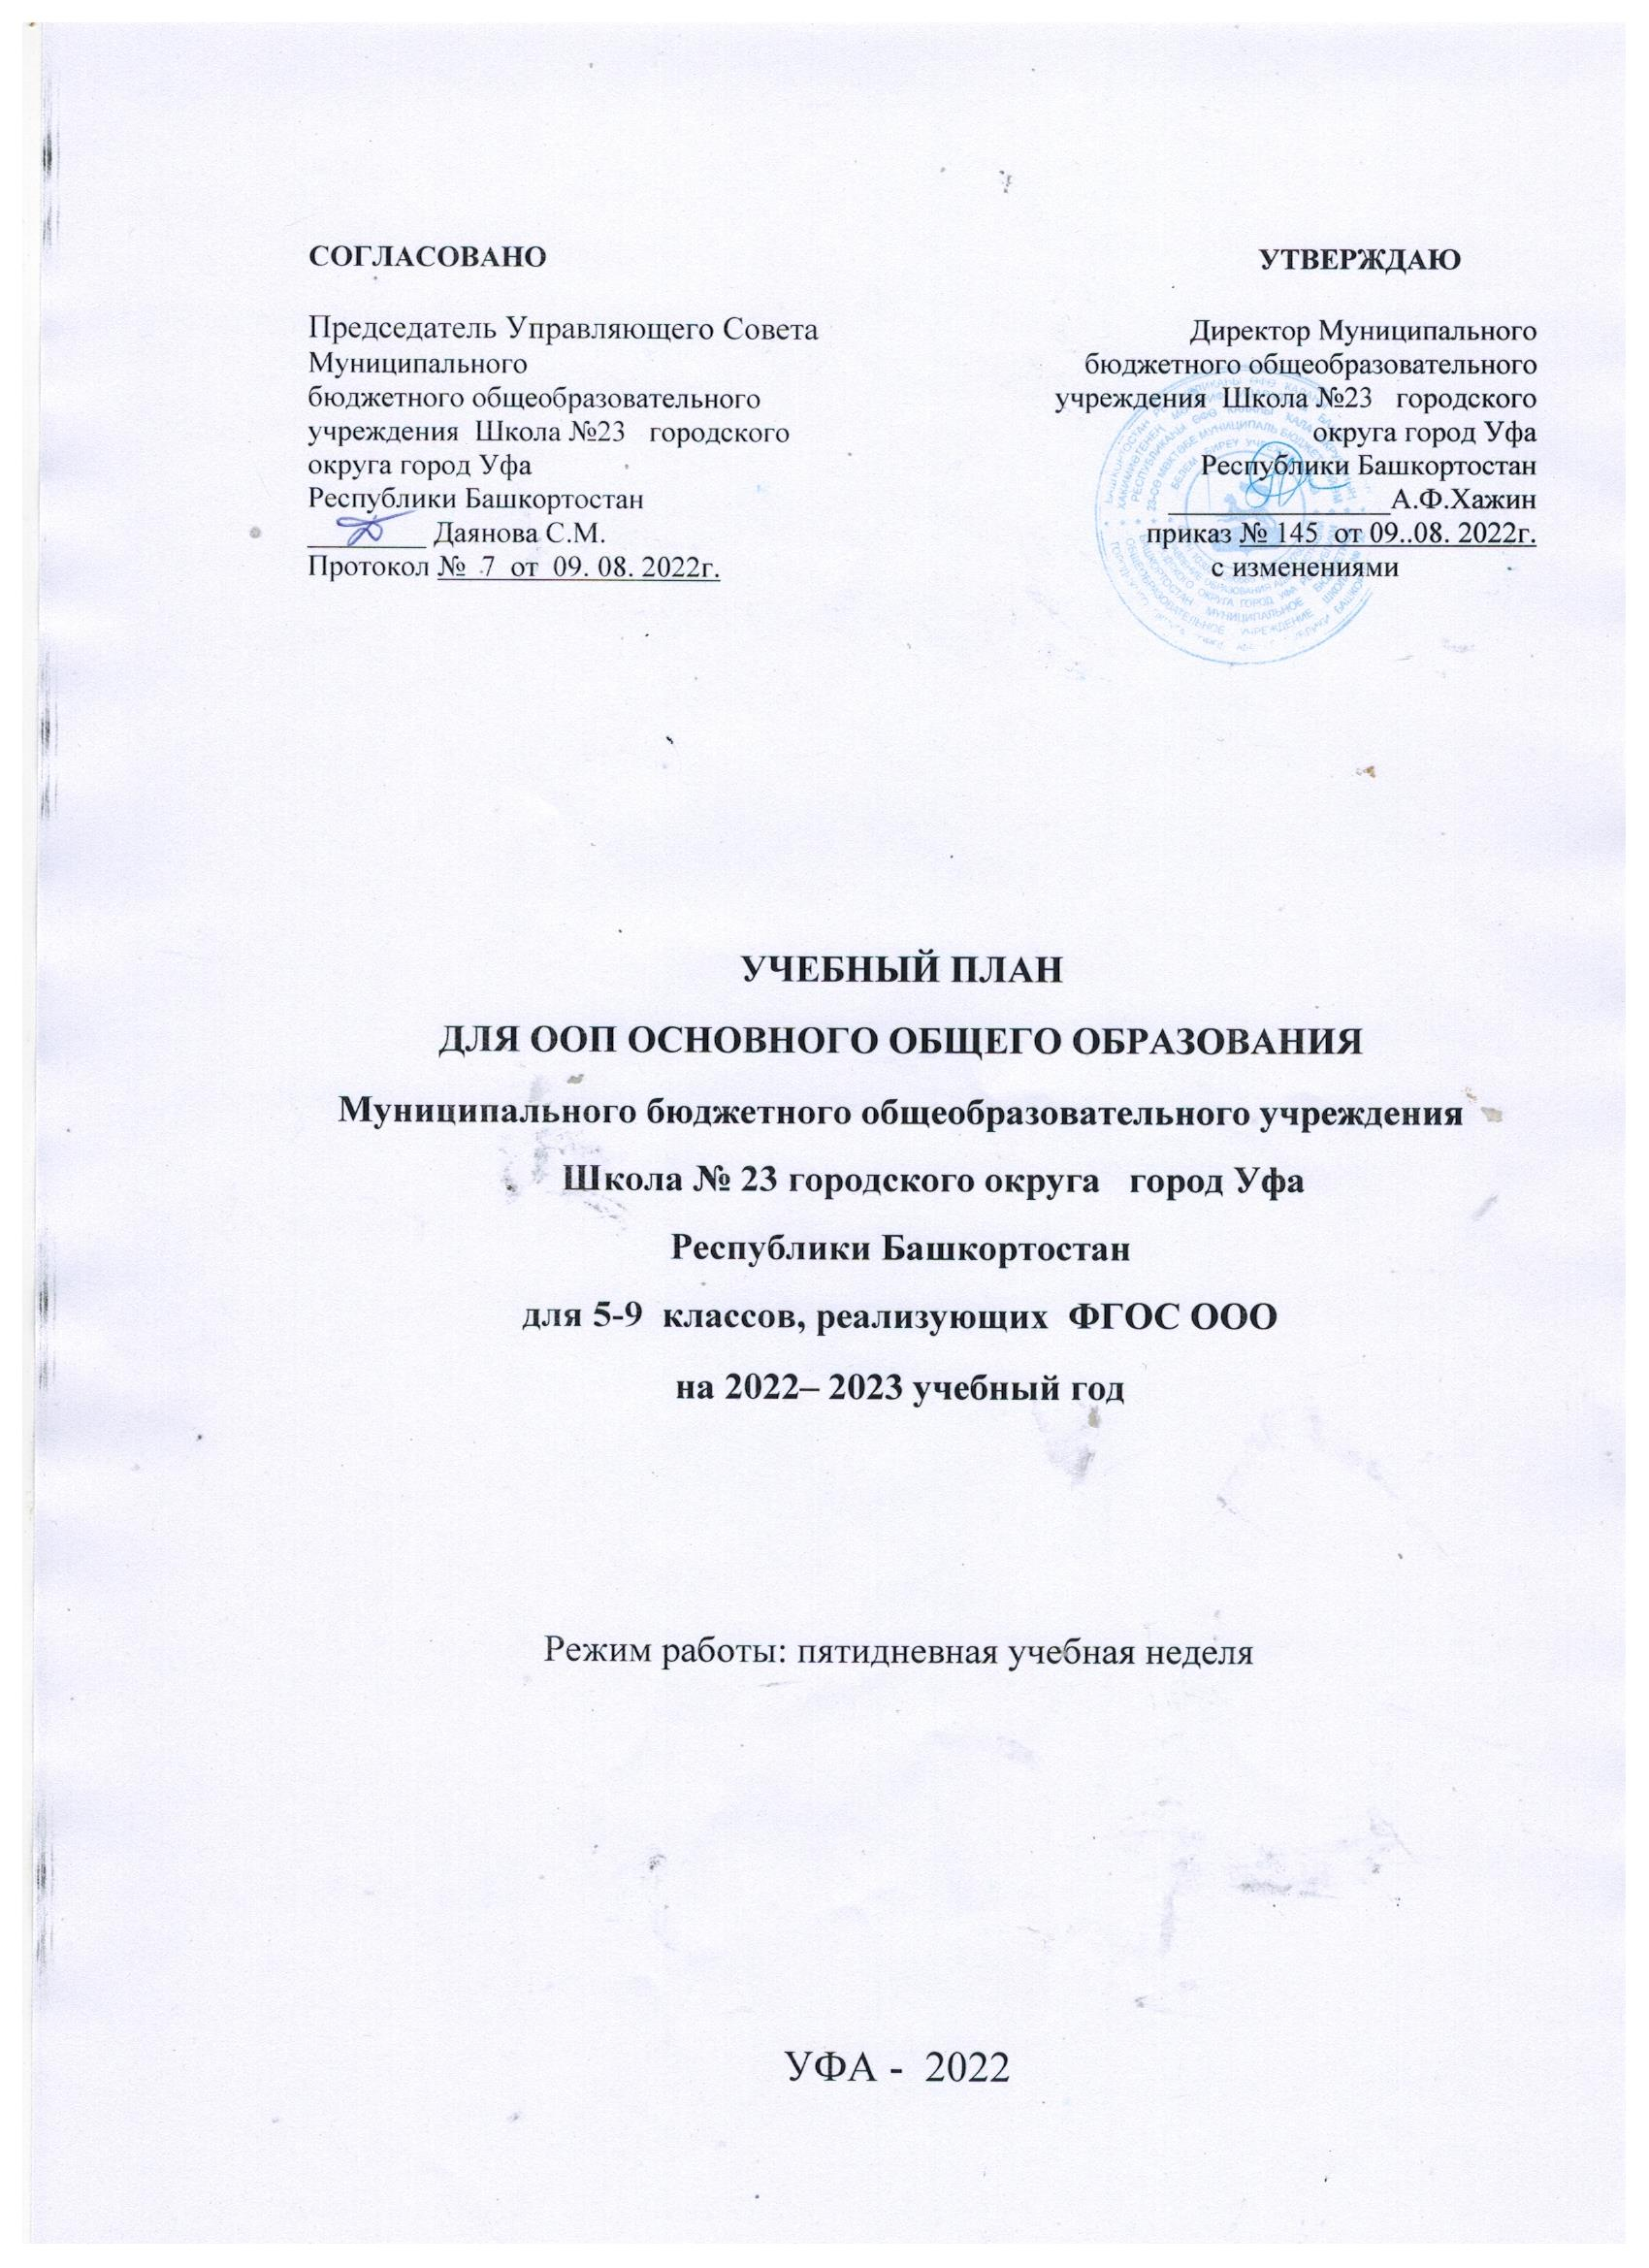 СОГЛАСОВАНО
Председатель Управляющего Совета
Муниципального
бюджетного общеобразовательного
учреждения Школа №23 городского
округа город Уфа
Республики Башкортостан
________ Даянова С.М.
Протокол № 7 от 09. 08. 2022г.
УТВЕРЖДАЮ
Директор Муниципального
бюджетного общеобразовательного
учреждения Школа №23 городского
округа город Уфа
Республики Башкортостан
_______________А.Ф.Хажин
приказ № 145 от 09..08. 2022г.
с изменениями
УЧЕБНЫЙ ПЛАН
ДЛЯ ООП ОСНОВНОГО ОБЩЕГО ОБРАЗОВАНИЯ
Муниципального бюджетного общеобразовательного учреждения
Школа № 23 городского округа город Уфа
Республики Башкортостан
для 5-9 классов, реализующих ФГОС ООО
на 2022– 2023 учебный год
Режим работы: пятидневная учебная неделя
УФА - 2022